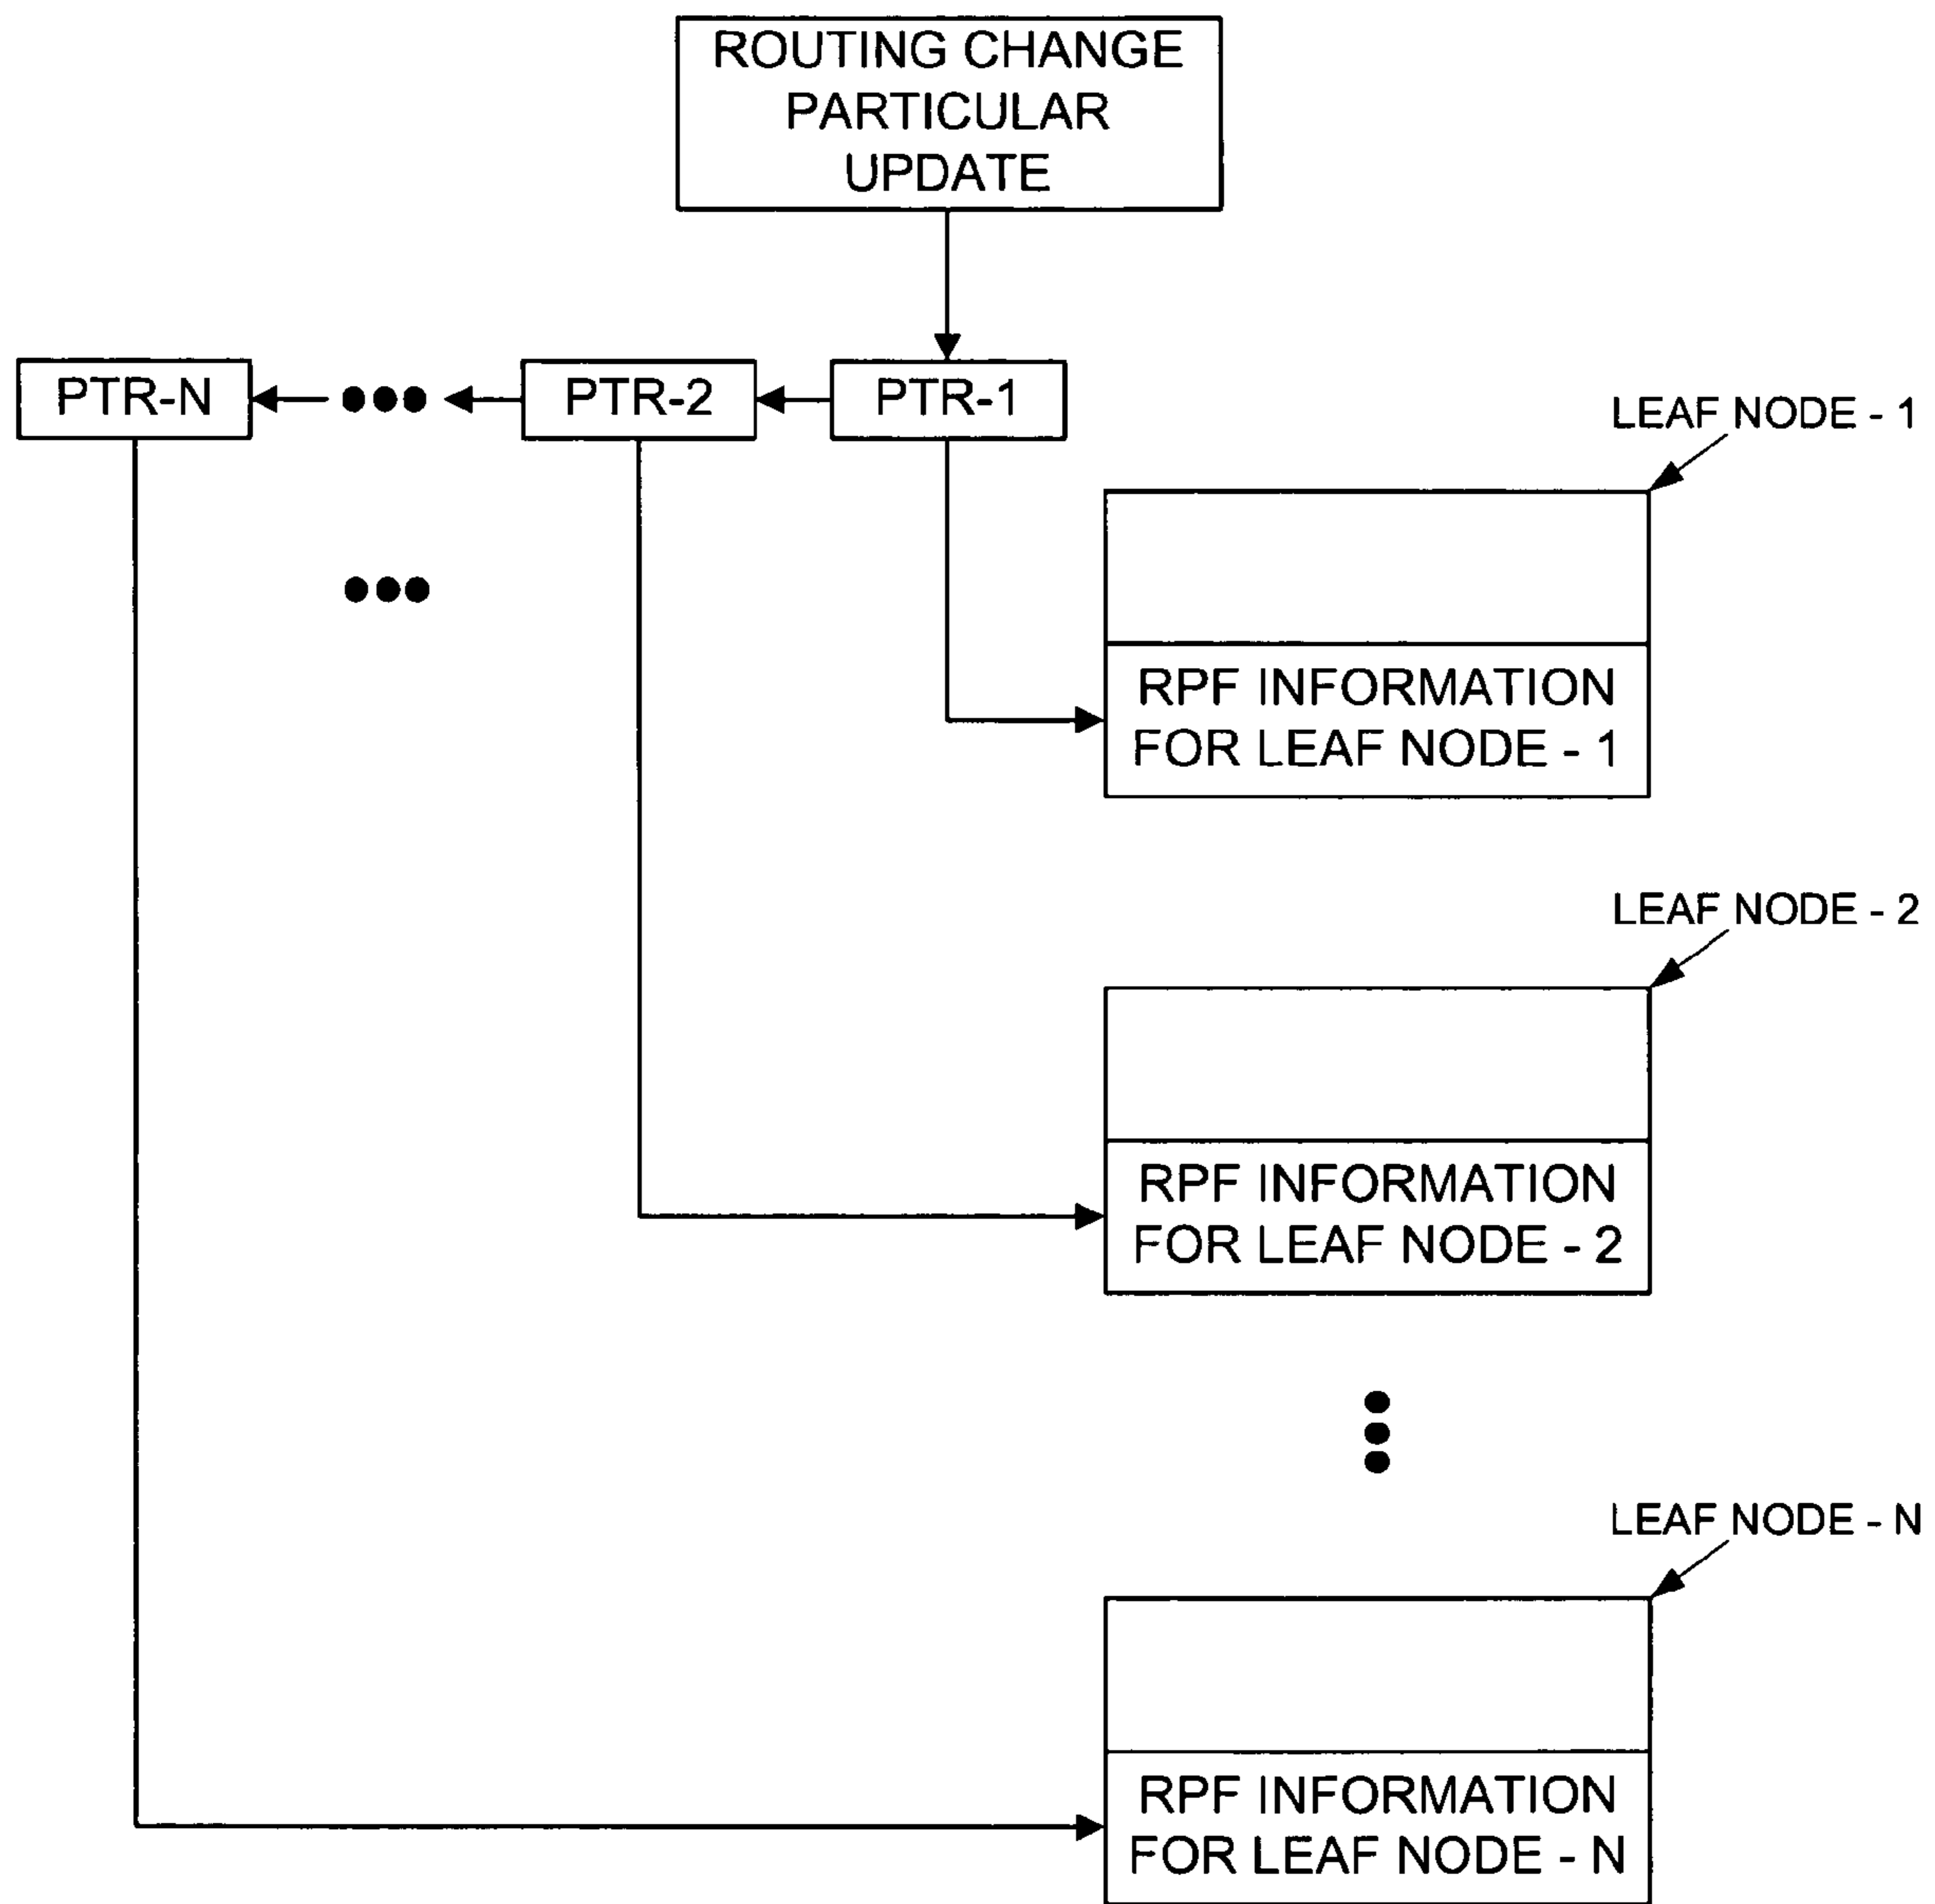 ROUTING CHANGE
PARTICULAR
UPDATE
PTR-N
PTR-2
PTR-1
LEAF NODE - 1
RPF INFORMATION
FOR LEAF NODE - 1
LEAF NODE - 2
RPF INFORMATION
FOR LEAF NODE - 2
LEAF NODE - N
RPF INFORMATION
FOR LEAF NODE - N